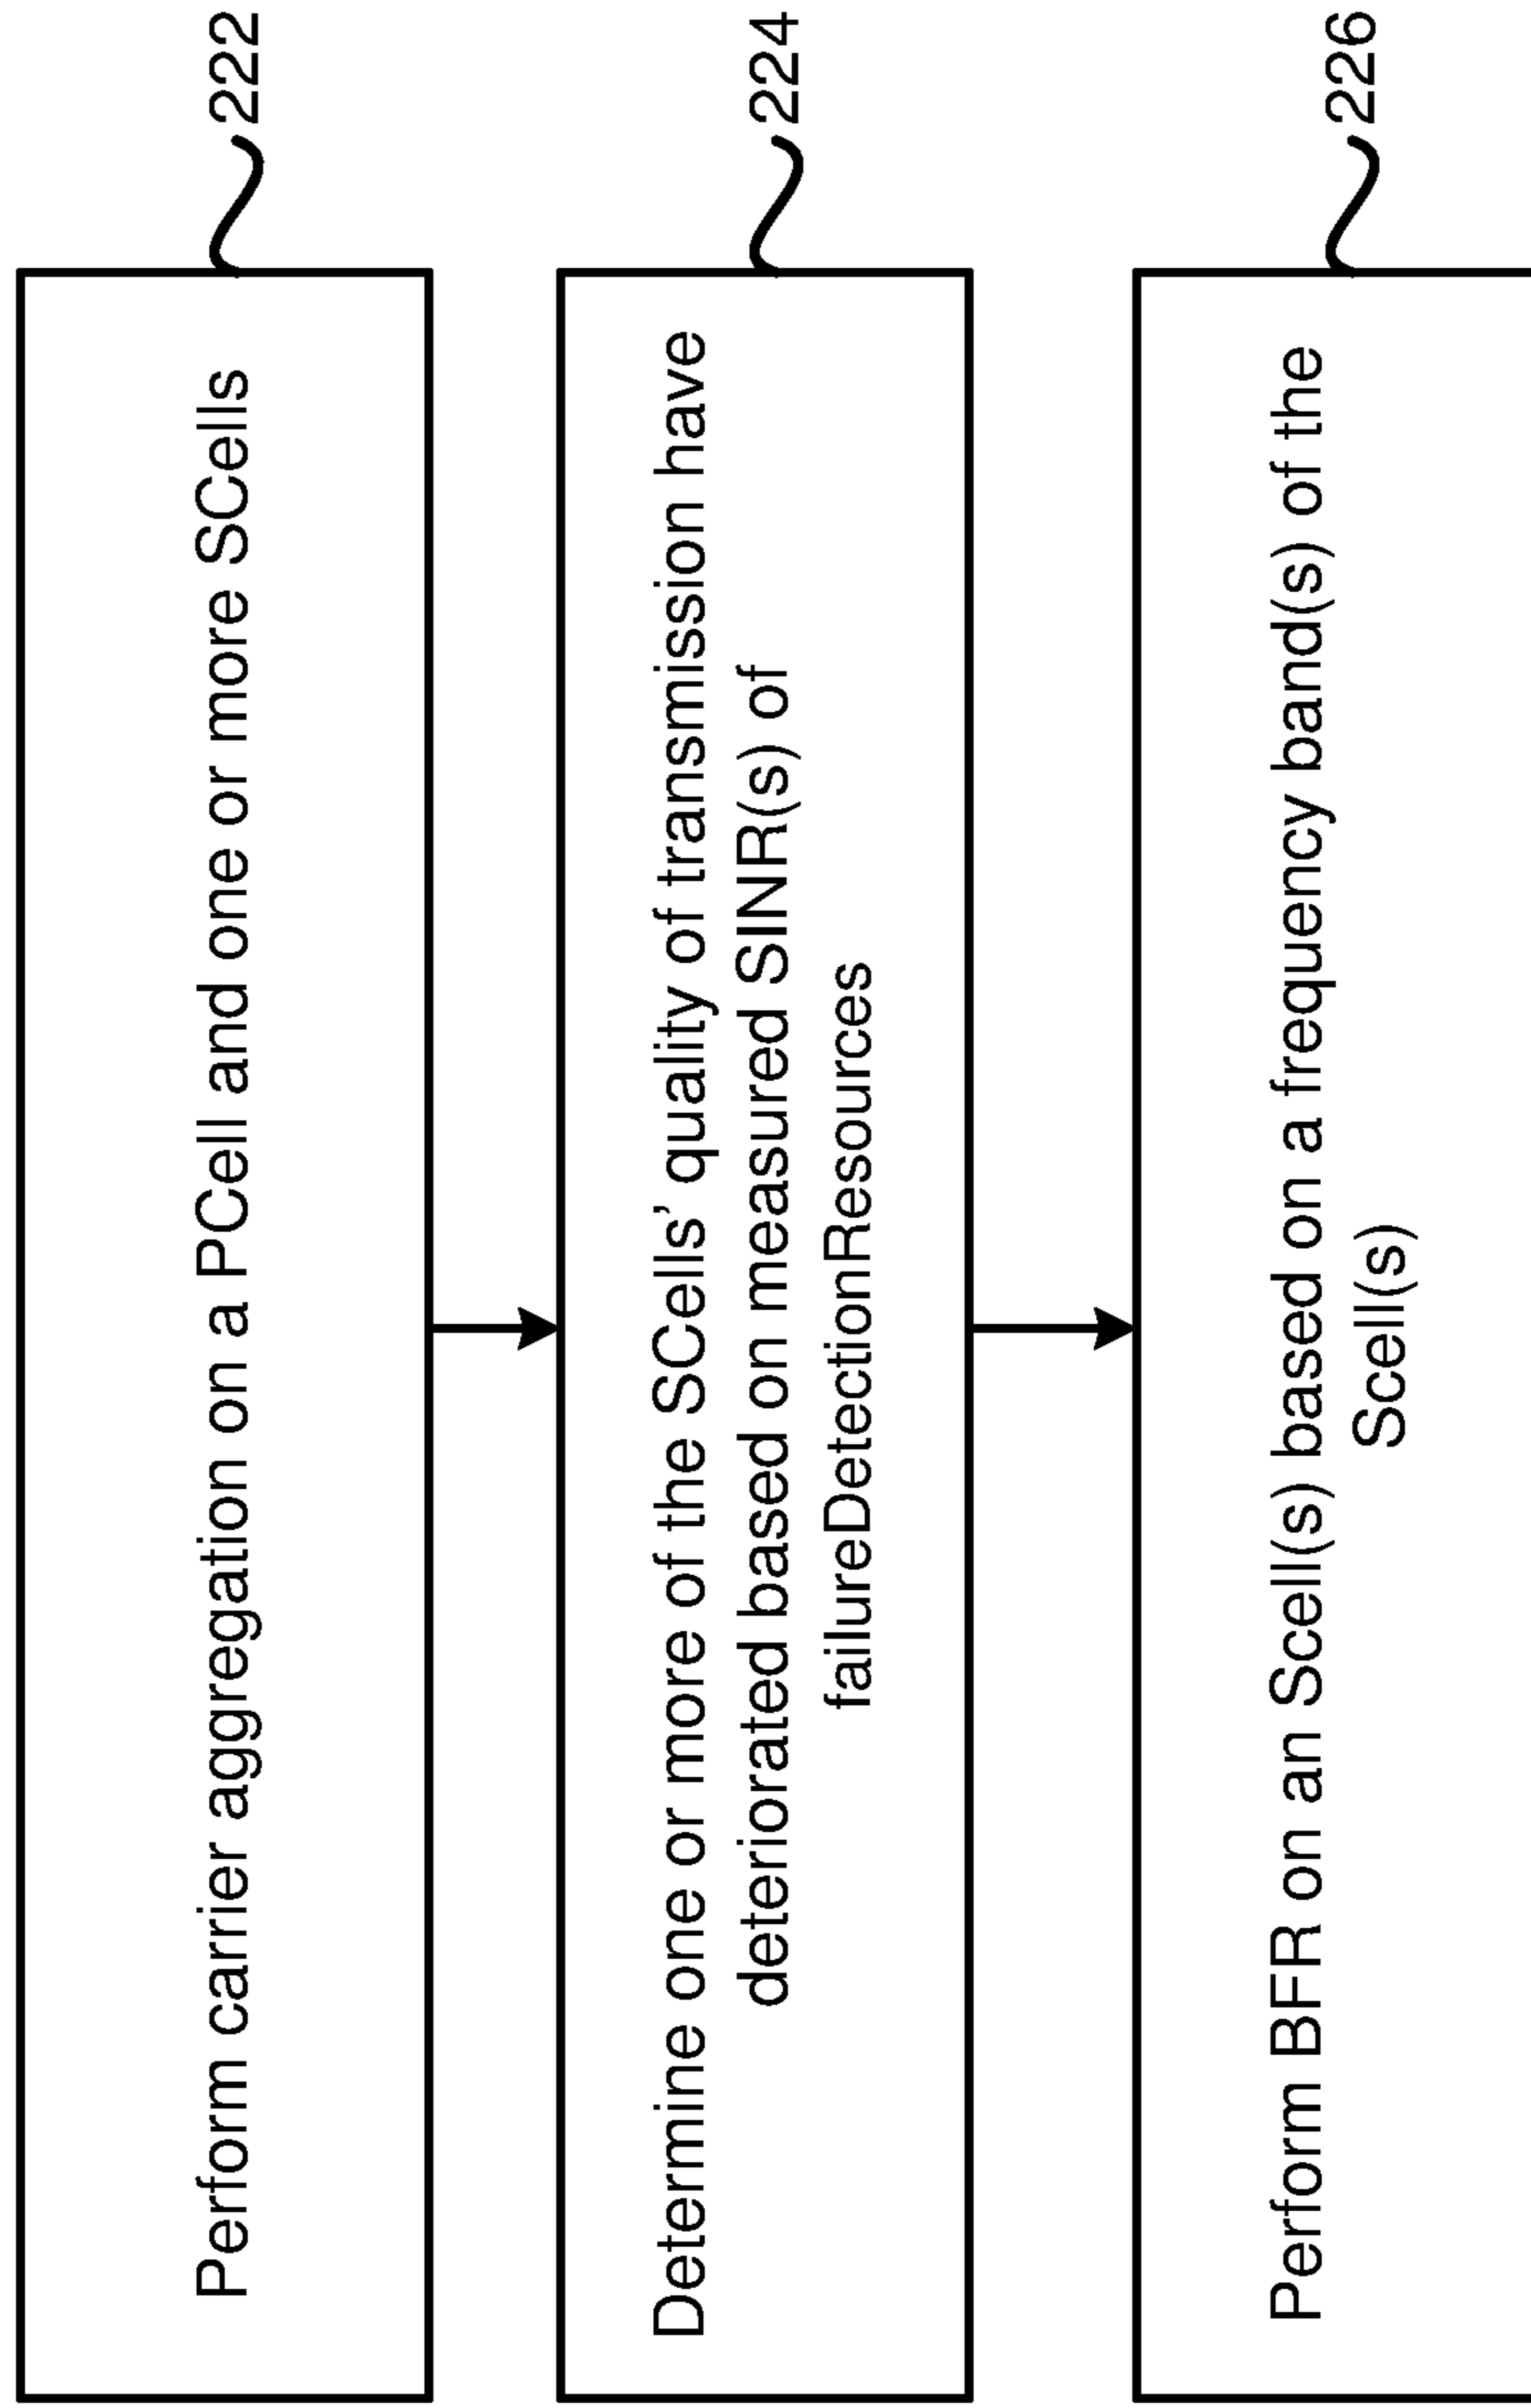 Perform carrier aggregation on a PCell and one or more SCells
222
Determine one or more of the SCells’ quality of transmission have
deteriorated based on measured SINR(s) of
failureDetectionResources
224
Perform BFR on an Scell(s) based on a frequency band(s) of the
Scell(s)
226